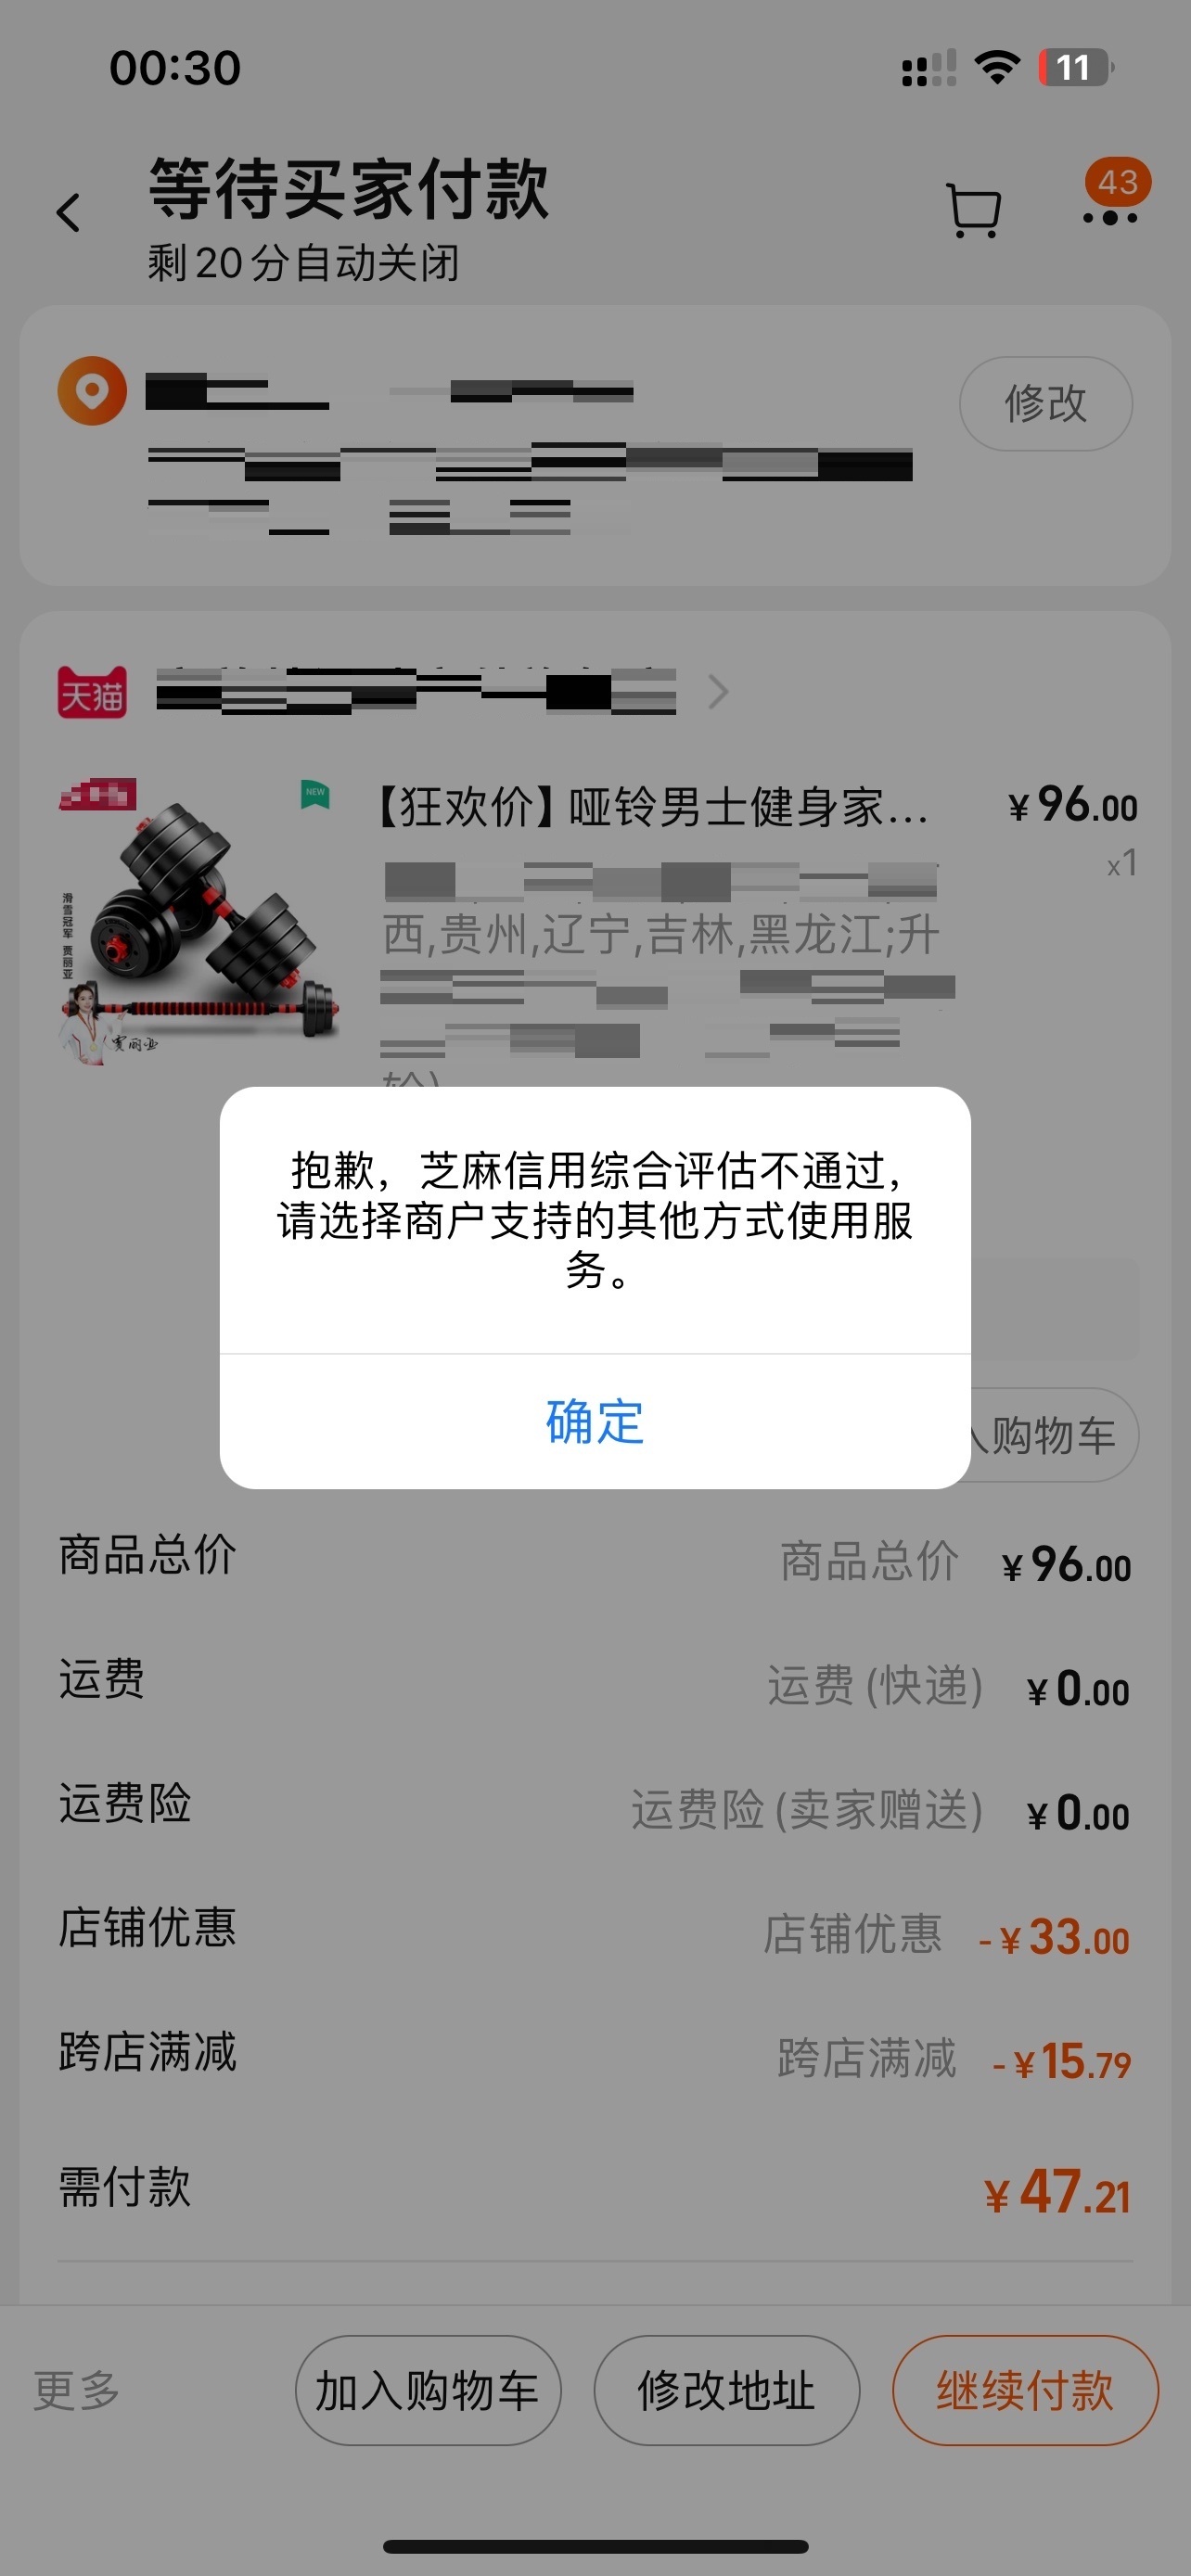 00:30
11
等待买家付款
43
剩20分自动关闭
修改
天猫
NEW
【狂欢价】哑铃男士健身家...
¥96.00
x1
滑雪冠军 贾丽亚
西,贵州,辽宁,吉林,黑龙江;升
贾丽亚
抱歉，芝麻信用综合评估不通过，
请选择商户支持的其他方式使用服
务。
确定
购物车
商品总价 商品总价 ¥96.00
运费 运费(快递) ¥0.00
运费险 运费险(卖家赠送) ¥0.00
店铺优惠 店铺优惠 -¥33.00
跨店满减 跨店满减 -¥15.79
需付款 ¥47.21
更多 加入购物车 修改地址 继续付款